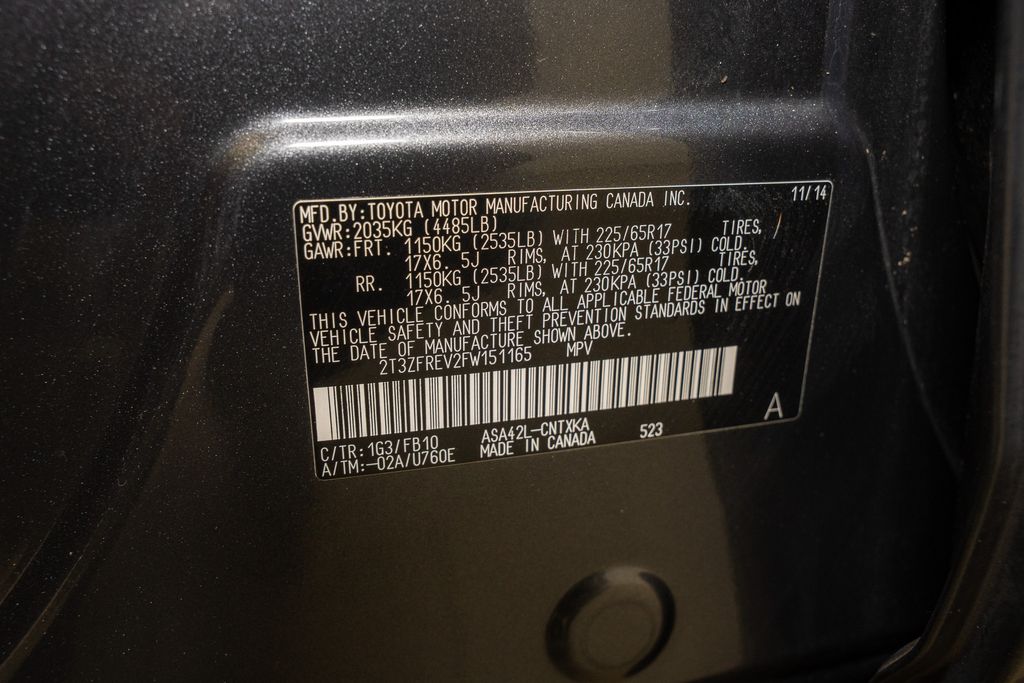 MFD.BY:TOYOTA MOTOR MANUFACTURING CANADA INC. 11/14
GVWR:2035KG (4485LB)
GAWR:FRT. 1150KG (2535LB) WITH 225/65R17 TIRES,
17X6.5J RIMS, AT 230KPA (33PSI) COLD.
RR. 1150KG (2535LB) WITH 225/65R17 TIRES,
17X6.5J RIMS, AT 230KPA (33PSI) COLD.
THIS VEHICLE CONFORMS TO ALL APPLICABLE FEDERAL MOTOR
VEHICLE SAFETY AND THEFT PREVENTION STANDARDS IN EFFECT ON
THE DATE OF MANUFACTURE SHOWN ABOVE.
2T3ZFREV2FW151165 MPV
C/TR:1G3/FB10 ASA42L-CNTXKA 523 A
A/TM:-02A/U760E MADE IN CANADA